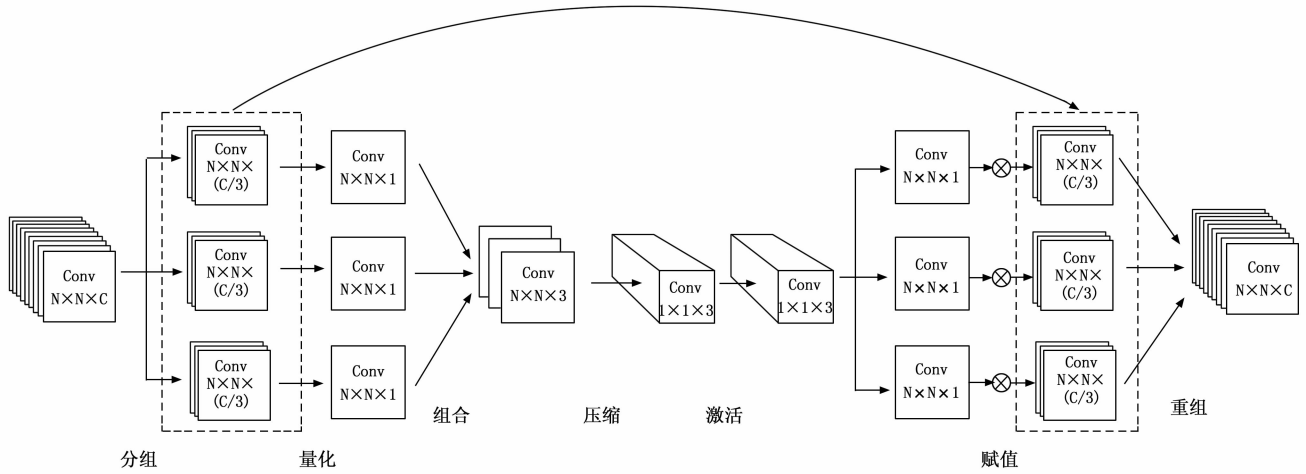 Conv
N×N×C
Conv
N×N×
(C/3)
Conv
N×N×
(C/3)
Conv
N×N×
(C/3)
Conv
N×N×1
Conv
N×N×1
Conv
N×N×1
Conv
N×N×3
Conv
1×1×3
Conv
1×1×3
Conv
N×N×1
Conv
N×N×1
Conv
N×N×1
Conv
N×N×
(C/3)
Conv
N×N×
(C/3)
Conv
N×N×
(C/3)
Conv
N×N×C
分组
量化
组合
压缩
激活
赋值
重组